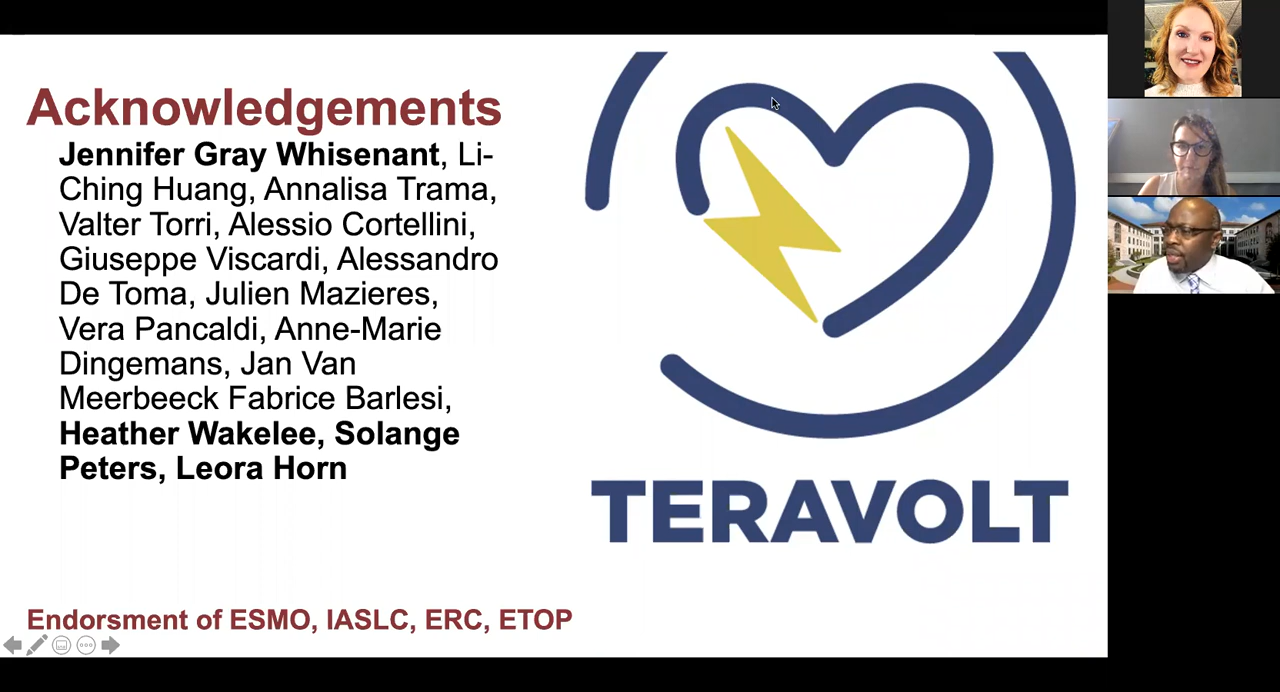 Acknowledgements
Jennifer Gray Whisenant, Li-
Ching Huang, Annalisa Trama,
Valter Torri, Alessio Cortellini,
Giuseppe Viscardi, Alessandro
De Toma, Julien Mazieres,
Vera Pancaldi, Anne-Marie
Dingemans, Jan Van
Meerbeeck Fabrice Barlesi,
Heather Wakelee, Solange
Peters, Leora Horn
TERAVOLT
Endorsment of ESMO, IASLC, ERC, ETOP